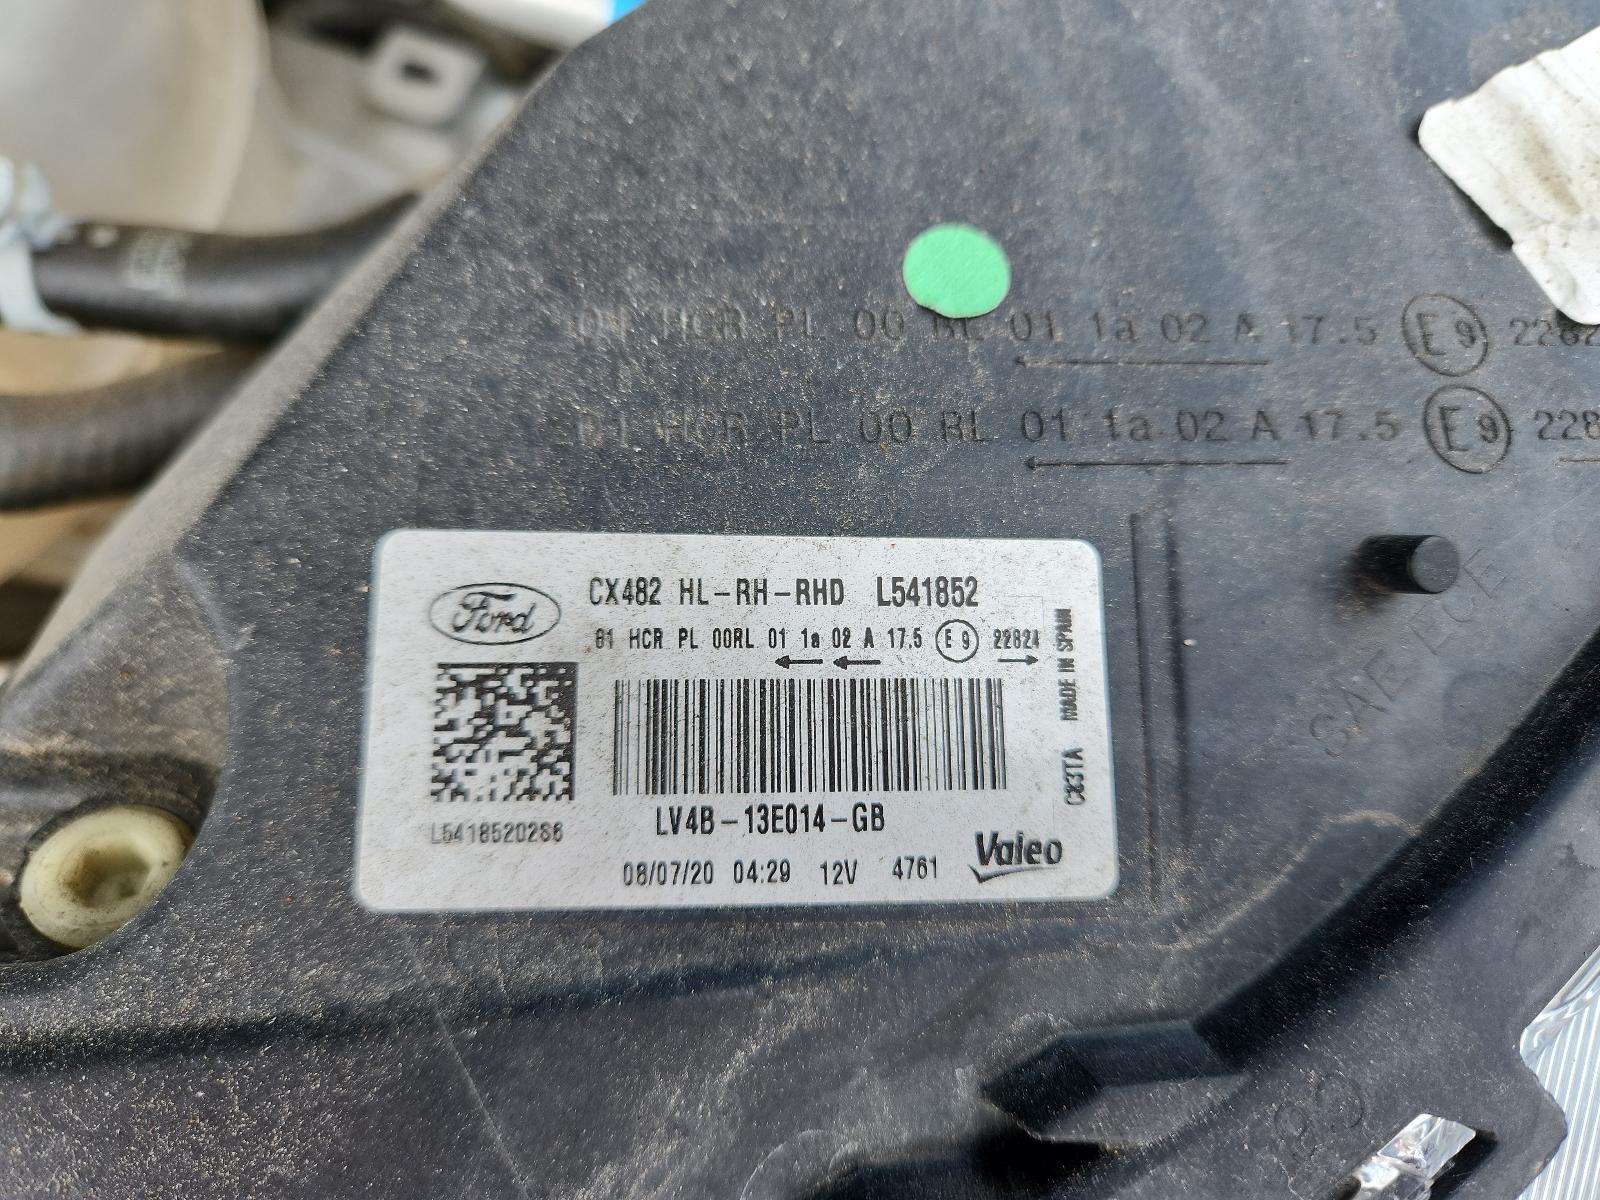 01 HCR PL 00 RL 01 1a 02 A 17.5 E9
01 HCR PL 00 RL 01 1a 02 A 17.5 E9 228
Ford
CX482 HL-RH-RHD L541852
81 HCR PL 00RL 01 1a 02 A 17.5 E9 22824
MADE IN SPAIN
C83TA
L5418520286
LV4B-13E014-GB
08/07/20 04:29 12V 4761
Valeo
SAE ECE